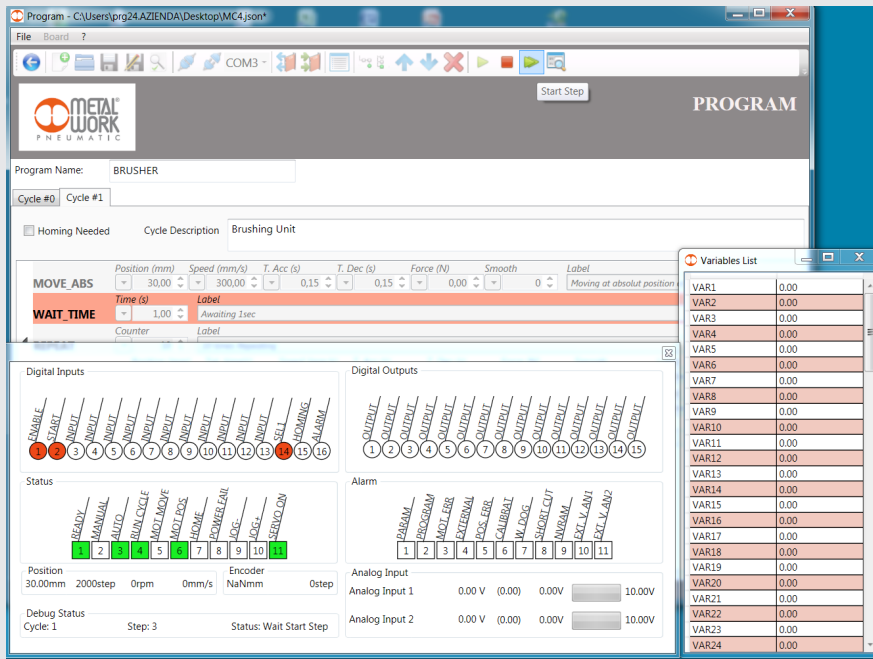 Program - C:\Users\prg24.AZIENDA\Desktop\MC4.json*
File Board ?
COM3
Start Step
METAL WORK
PNEUMATIC
PROGRAM
Program Name: BRUSHER
Cycle #0 Cycle #1
Homing Needed Cycle Description Brushing Unit
Position (mm) Speed (mm/s) T. Acc (s) T. Dec (s) Force (N) Smooth Label
MOVE_ABS 30,00 300,00 0,15 0,15 0,00 0 Moving at absolut position
Time (s) Label
WAIT_TIME 1,00 Awaiting 1sec
Counter Label
REPEAT
Variables List
VAR1 0.00
VAR2 0.00
VAR3 0.00
VAR4 0.00
VAR5 0.00
VAR6 0.00
VAR7 0.00
VAR8 0.00
VAR9 0.00
VAR10 0.00
VAR11 0.00
VAR12 0.00
VAR13 0.00
VAR14 0.00
VAR15 0.00
VAR16 0.00
VAR17 0.00
VAR18 0.00
VAR19 0.00
VAR20 0.00
VAR21 0.00
VAR22 0.00
VAR23 0.00
VAR24 0.00
Digital Inputs
ENABLE START INPUT INPUT INPUT INPUT INPUT INPUT INPUT INPUT INPUT INPUT INPUT SEL1 HOMING ALARM
1 2 3 4 5 6 7 8 9 10 11 12 13 14 15 16
Digital Outputs
OUTPUT OUTPUT OUTPUT OUTPUT OUTPUT OUTPUT OUTPUT OUTPUT OUTPUT OUTPUT OUTPUT OUTPUT OUTPUT OUTPUT OUTPUT
1 2 3 4 5 6 7 8 9 10 11 12 13 14 15
Status
READY MANUAL AUTO RUN CYCLE MOT MOVE MOT POS. HOME POWER FAIL JOG- JOG+ SERVO ON
1 2 3 4 5 6 7 8 9 10 11
Alarm
PARAM PROGRAM MOT. ERR EXTERNAL POS. ERR CALIBRAT W. DOG SHORT CUT NVRAM EXT. V. AN1 EXT. V. AN2
1 2 3 4 5 6 7 8 9 10 11
Position
30.00mm 2000step 0rpm 0mm/s
Encoder
NaNmm 0step
Analog Input
Analog Input 1 0.00 V (0.00) 0.00V 10.00V
Analog Input 2 0.00 V (0.00) 0.00V 10.00V
Debug Status
Cycle: 1 Step: 3 Status: Wait Start Step